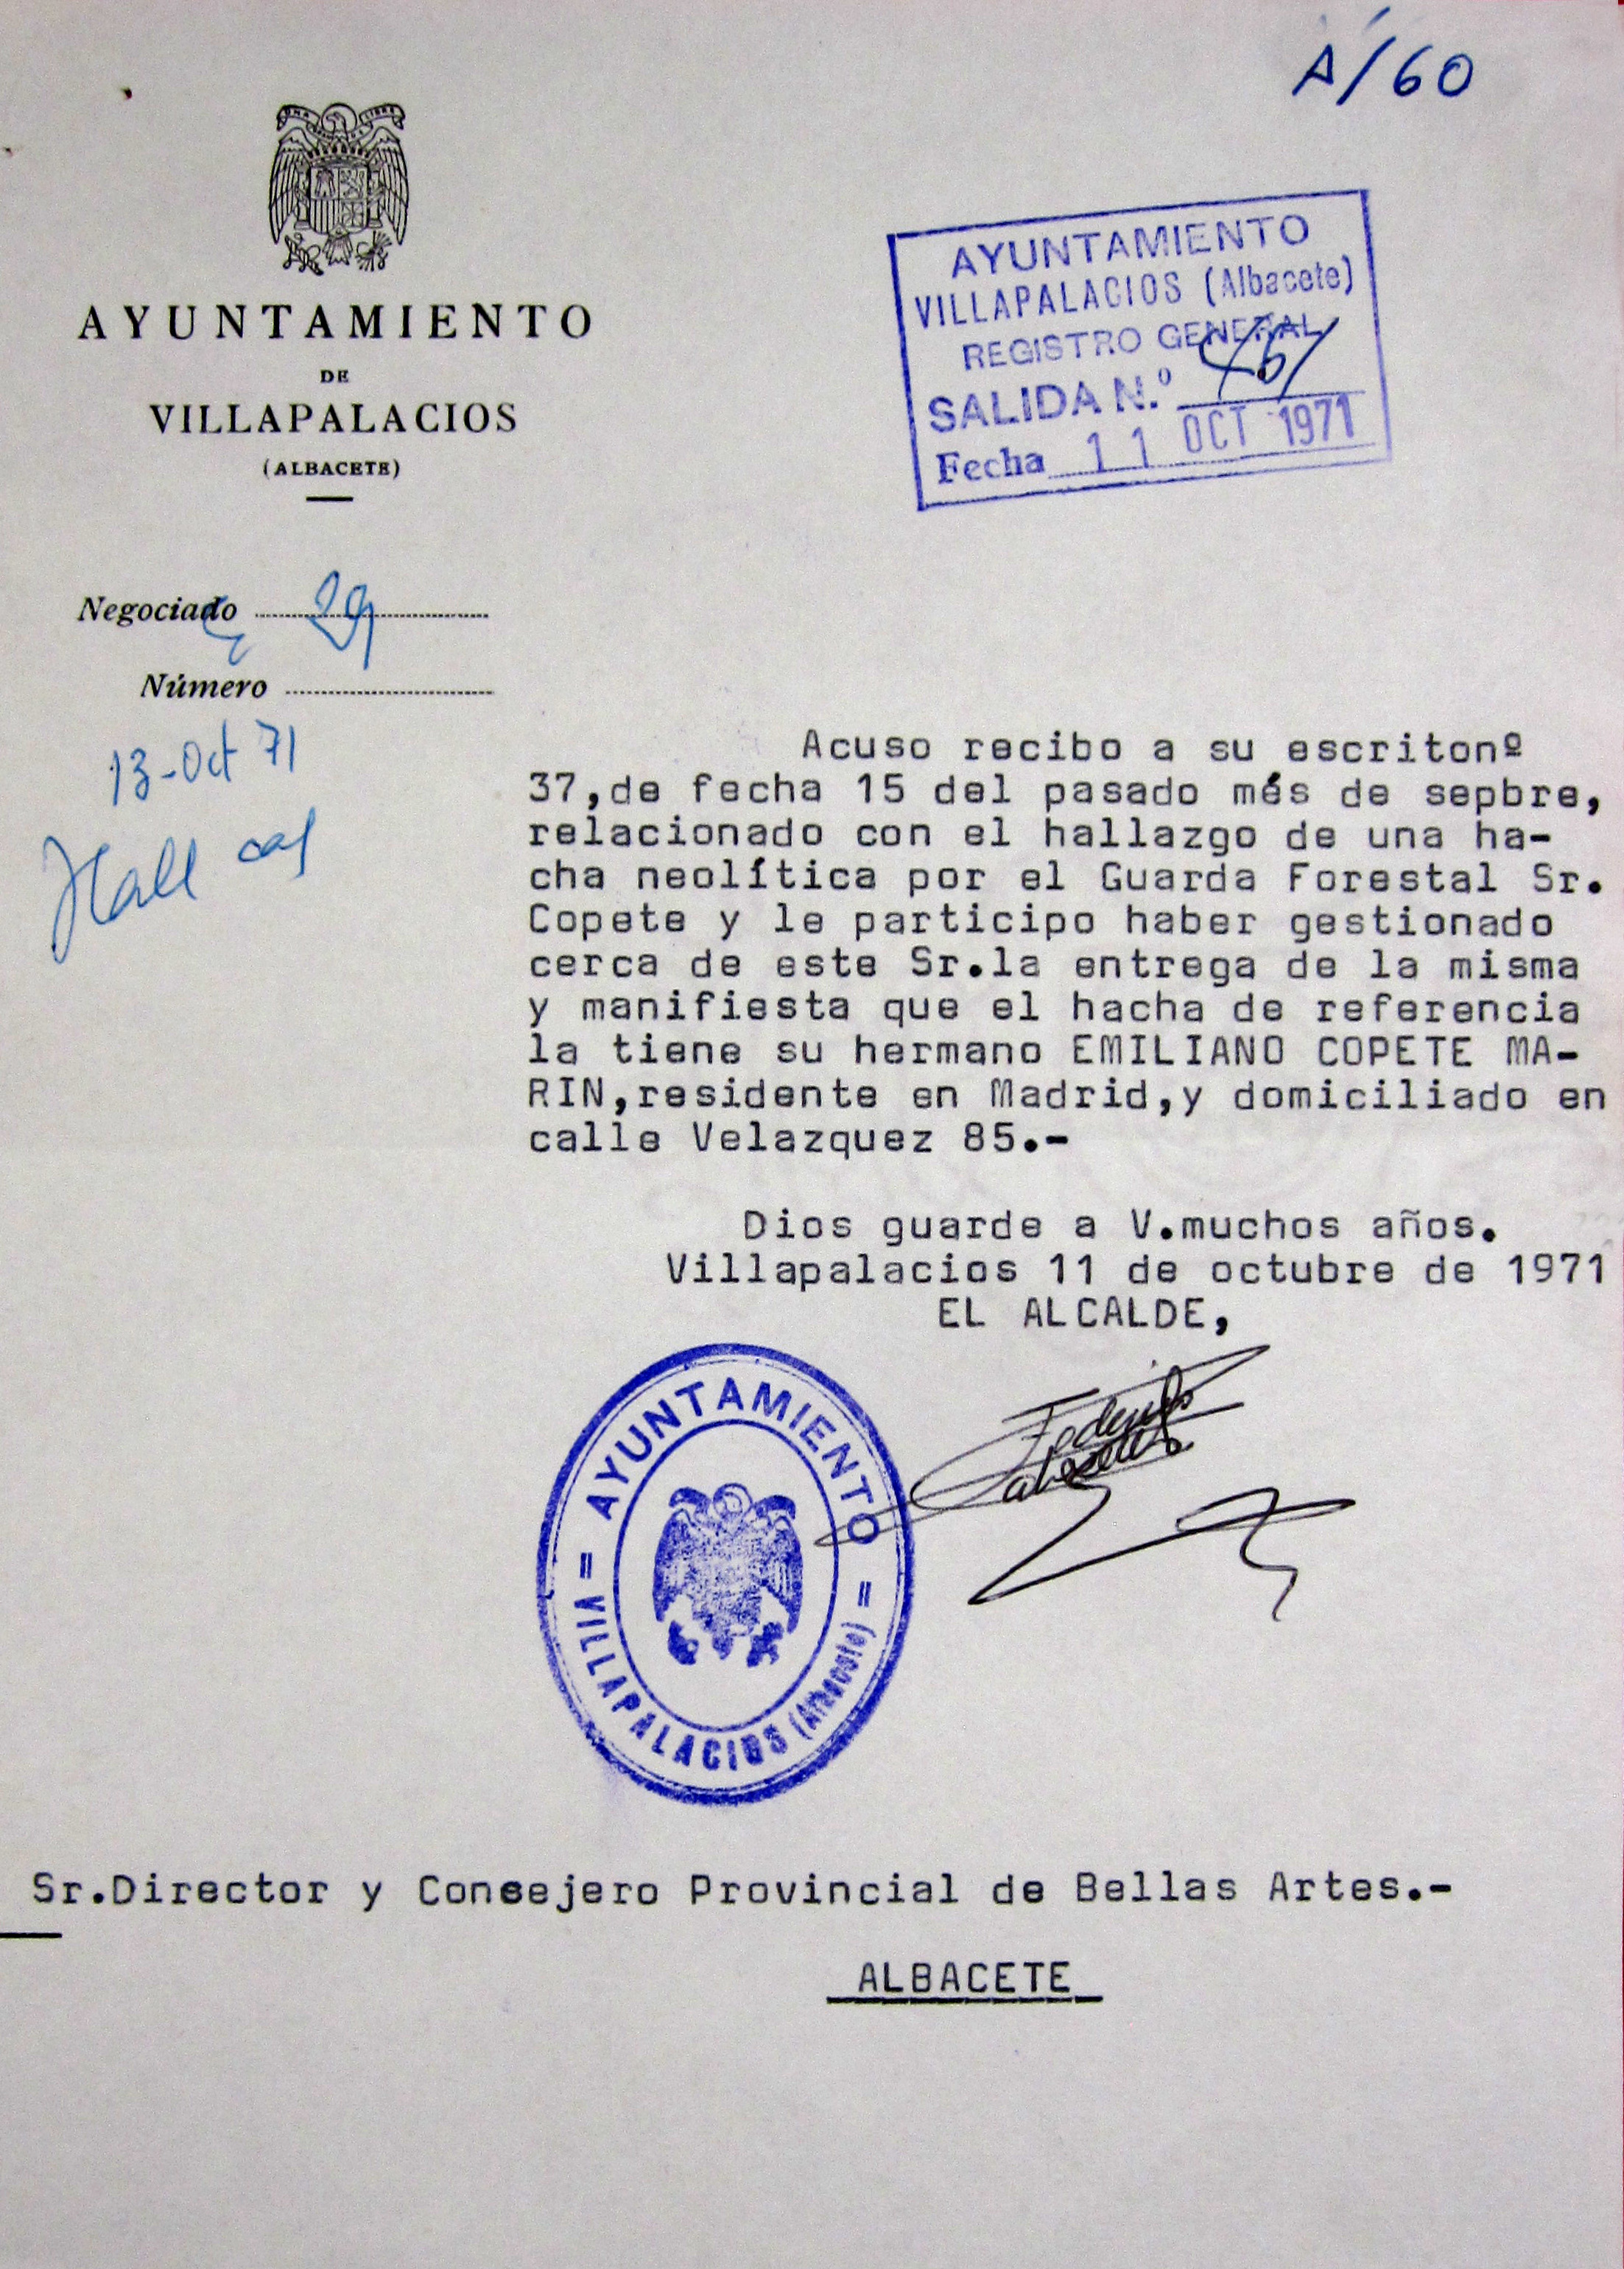 A/60
AYUNTAMIENTO
DE
VILLAPALACIOS
(ALBACETE)
AYUNTAMIENTO
VILLAPALACIOS (Albacete)
REGISTRO GENERAL
SALIDA N.º
Fecha 11 OCT 1971
Negociado
29
Número
13-Oct 71
Hall cas
Acuso recibo a su escritonº
37,de fecha 15 del pasado més de sepbre,
relacionado con el hallazgo de una ha-
cha neolítica por el Guarda Forestal Sr.
Copete y le participo haber gestionado
cerca de este Sr.la entrega de la misma
y manifiesta que el hacha de referencia
la tiene su hermano EMILIANO COPETE MA-
RIN,residente en Madrid,y domiciliado en
calle Velazquez 85.-
Dios guarde a V.muchos años.
Villapalacios 11 de octubre de 1971
EL ALCALDE,
= AYUNTAMIENTO =
VILLAPALACIOS (Albacete)
Sr.Director y Consejero Provincial de Bellas Artes.-
ALBACETE